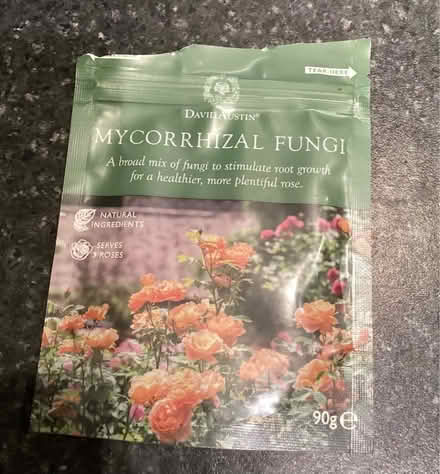 TEAR HERE
DAVID AUSTIN®
MYCORRHIZAL FUNGI
A broad mix of fungi to stimulate root growth
for a healthier, more plentiful rose.
NATURAL
INGREDIENTS
SERVES
3 ROSES
90g ℮